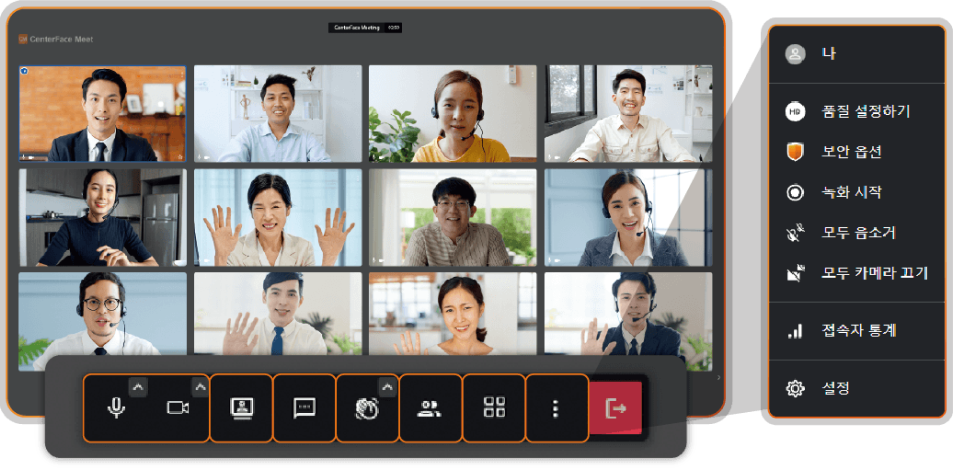 CenterFace Meet
CenterFace Meeting
나
HD
품질 설정하기
보안 옵션
녹화 시작
모두 음소거
모두 카메라 끄기
접속자 통계
설정